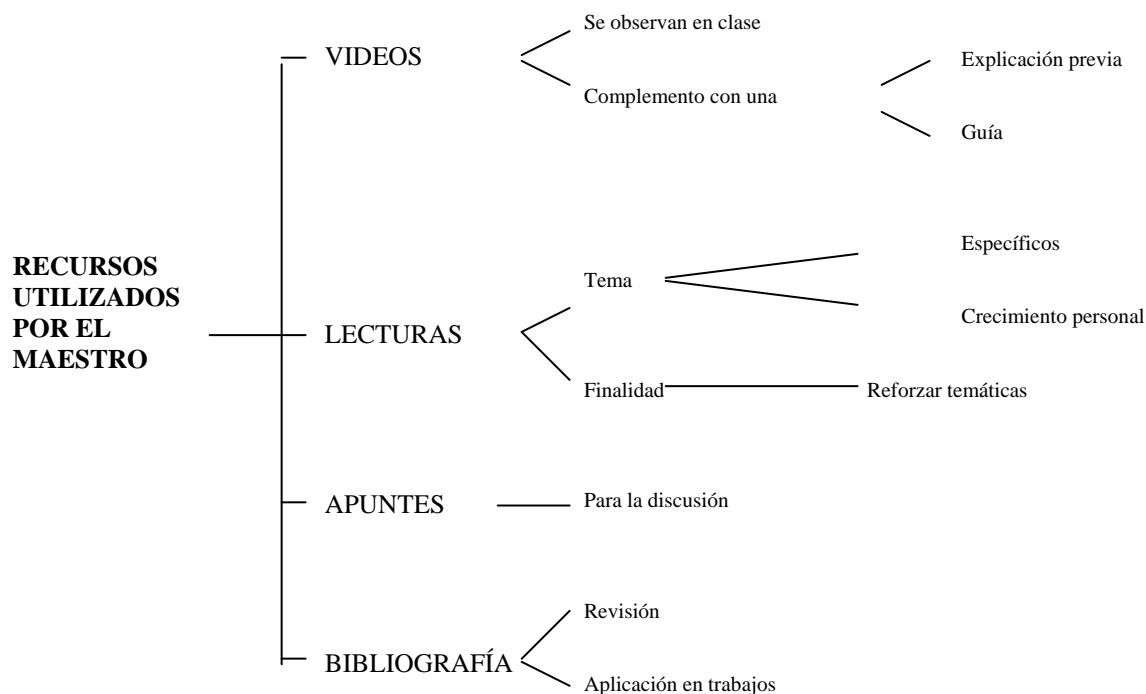 Se observan en clase
VIDEOS
Explicación previa
Complemento con una
Guía
RECURSOS
UTILIZADOS
POR EL
MAESTRO
Específicos
Tema
Crecimiento personal
LECTURAS
Finalidad
Reforzar temáticas
APUNTES
Para la discusión
Revisión
BIBLIOGRAFÍA
Aplicación en trabajos